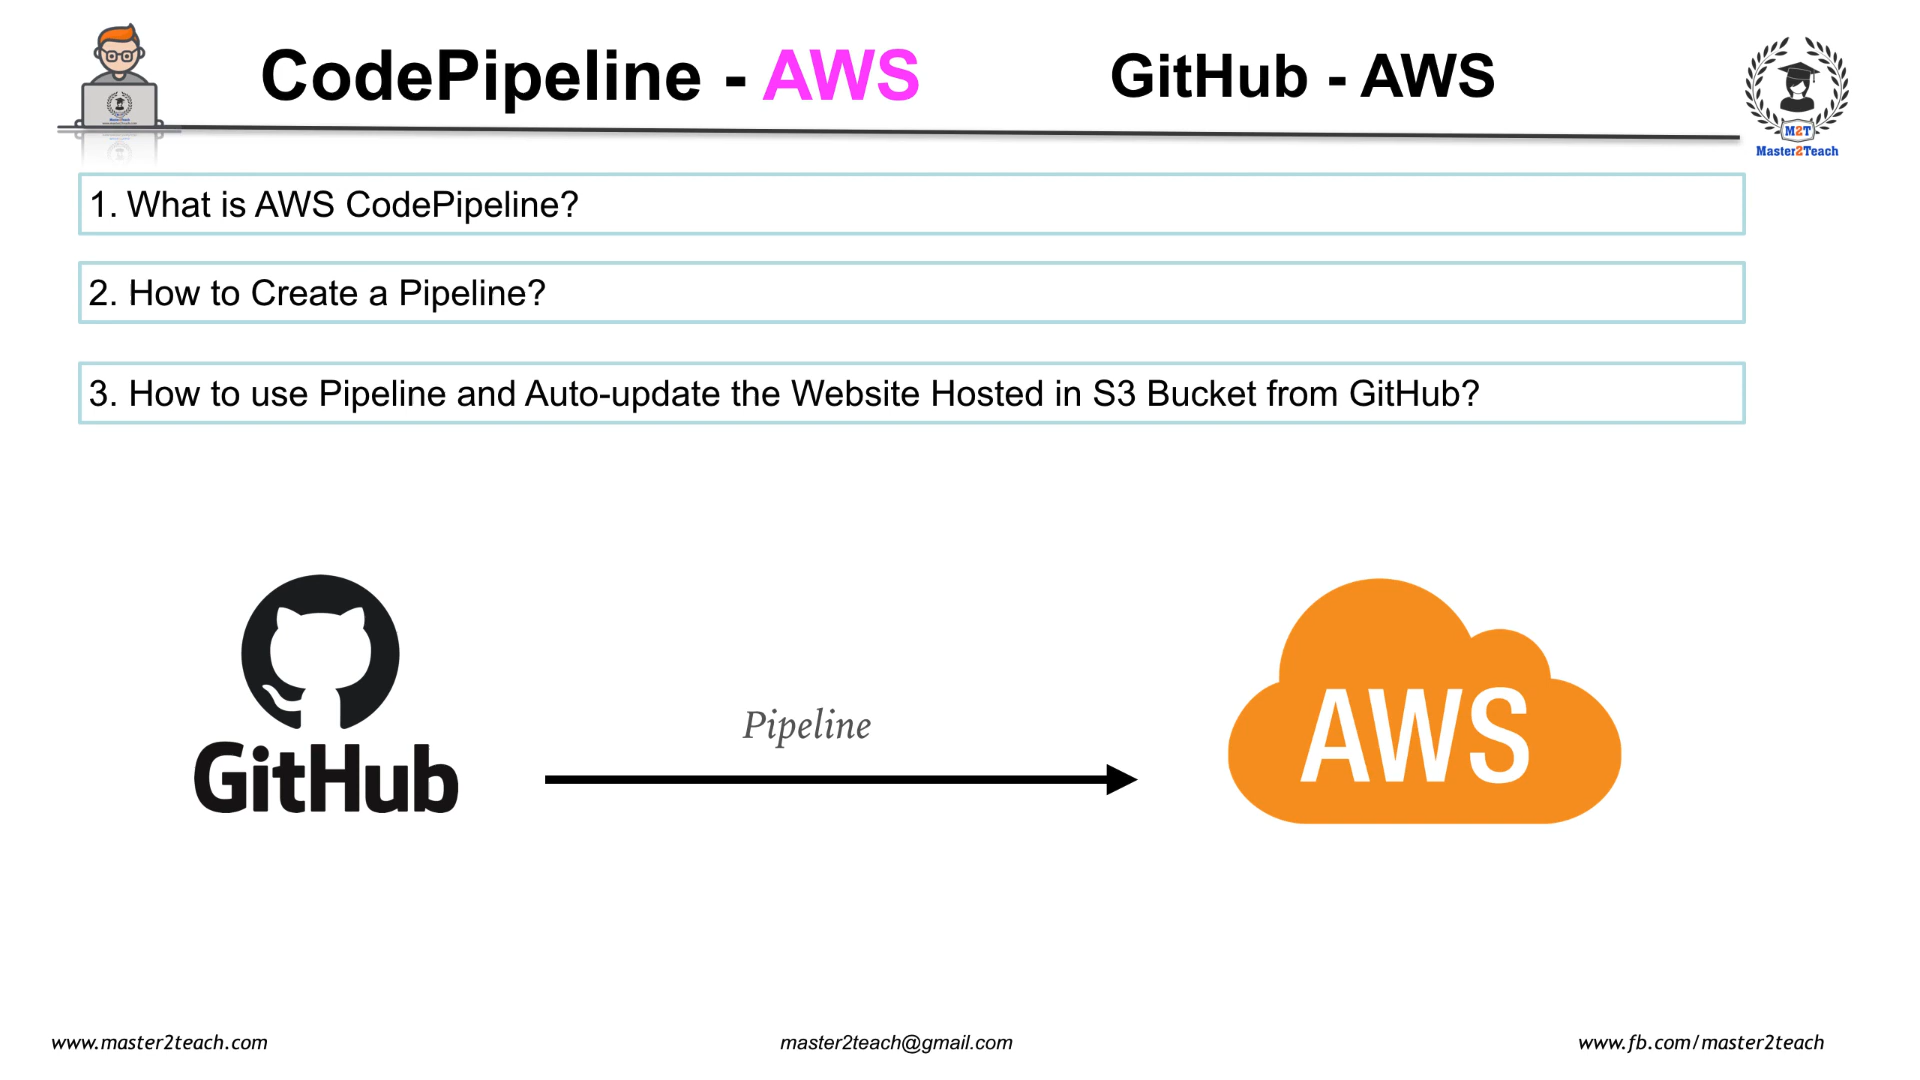 CodePipeline - AWS
GitHub - AWS
M2T
Master2Teach
1. What is AWS CodePipeline?
2. How to Create a Pipeline?
3. How to use Pipeline and Auto-update the Website Hosted in S3 Bucket from GitHub?
GitHub
Pipeline
AWS
www.master2teach.com
master2teach@gmail.com
www.fb.com/master2teach